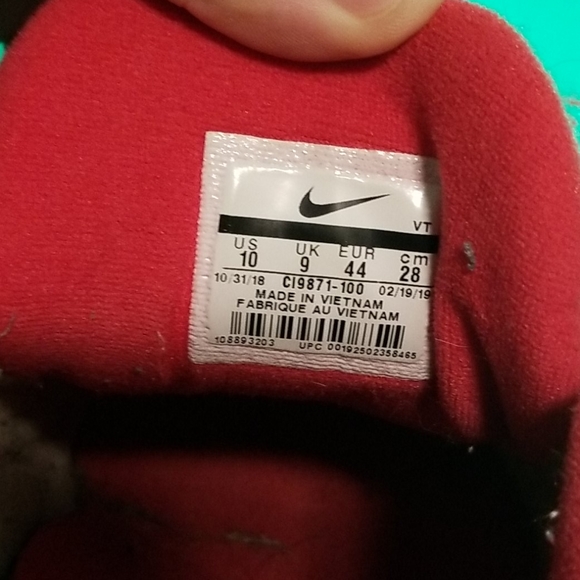 VT
US UK EUR cm
10 9 44 28
10/31/18 CI9871-100 02/19/19
MADE IN VIETNAM
FABRIQUE AU VIETNAM
108893203 UPC 00192502358465